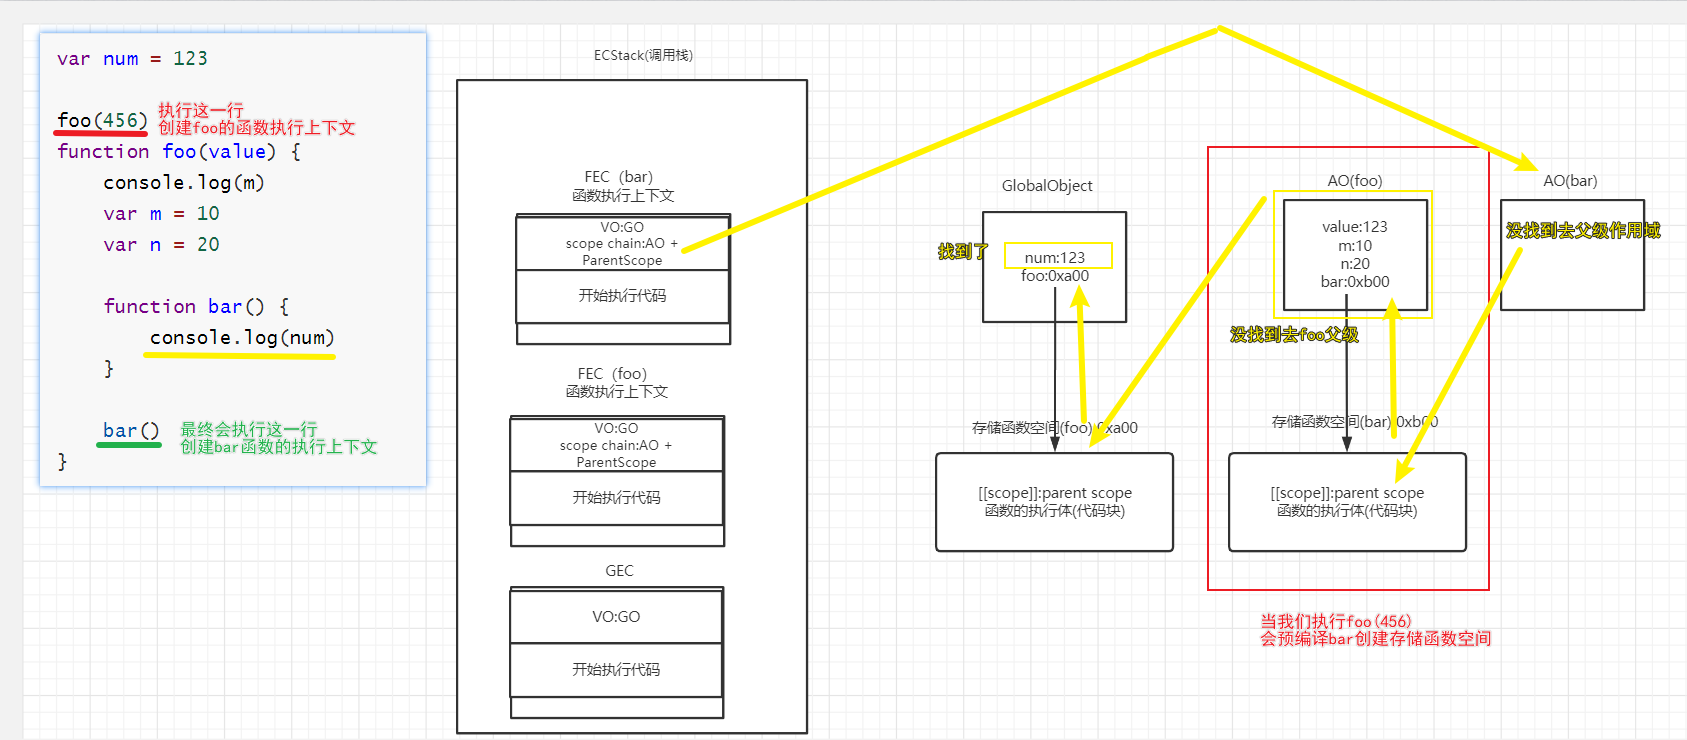 var num = 123
foo(456)
执行这一行
创建foo的函数执行上下文
function foo(value) {
console.log(m)
var m = 10
var n = 20
function bar() {
console.log(num)
}
bar()
最终会执行这一行
创建bar函数的执行上下文
}
ECStack(调用栈)
FEC（bar）
函数执行上下文
VO:GO
scope chain:AO +
ParentScope
开始执行代码
FEC（foo）
函数执行上下文
VO:GO
scope chain:AO +
ParentScope
开始执行代码
GEC
VO:GO
开始执行代码
GlobalObject
找到了
num:123
foo:0xa00
存储函数空间(foo):0xa00
[[scope]]:parent scope
函数的执行体(代码块)
AO(foo)
value:123
m:10
n:20
bar:0xb00
没找到去foo父级
存储函数空间(bar):0xb00
[[scope]]:parent scope
函数的执行体(代码块)
当我们执行foo(456)
会预编译bar创建存储函数空间
AO(bar)
没找到去父级作用域